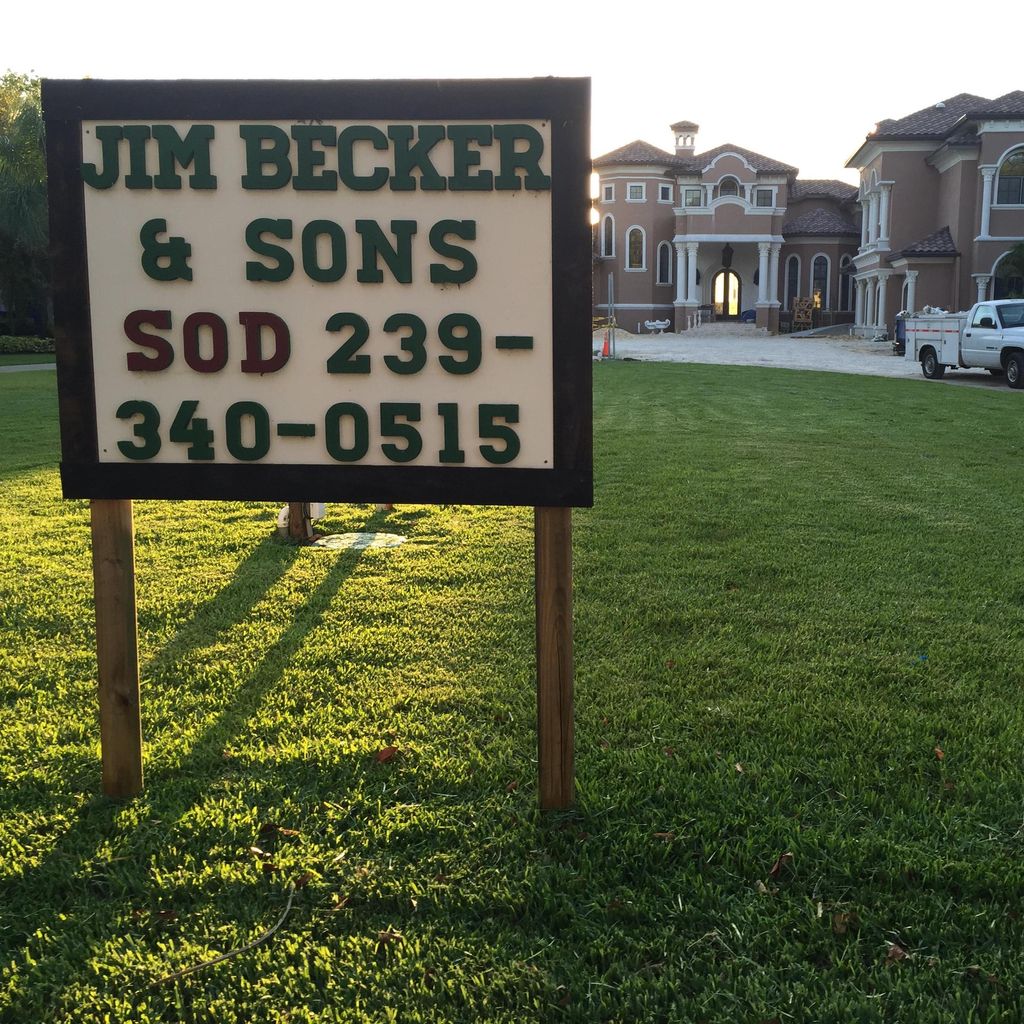 JIM BECKER
& SONS
SOD 239-
340-0515